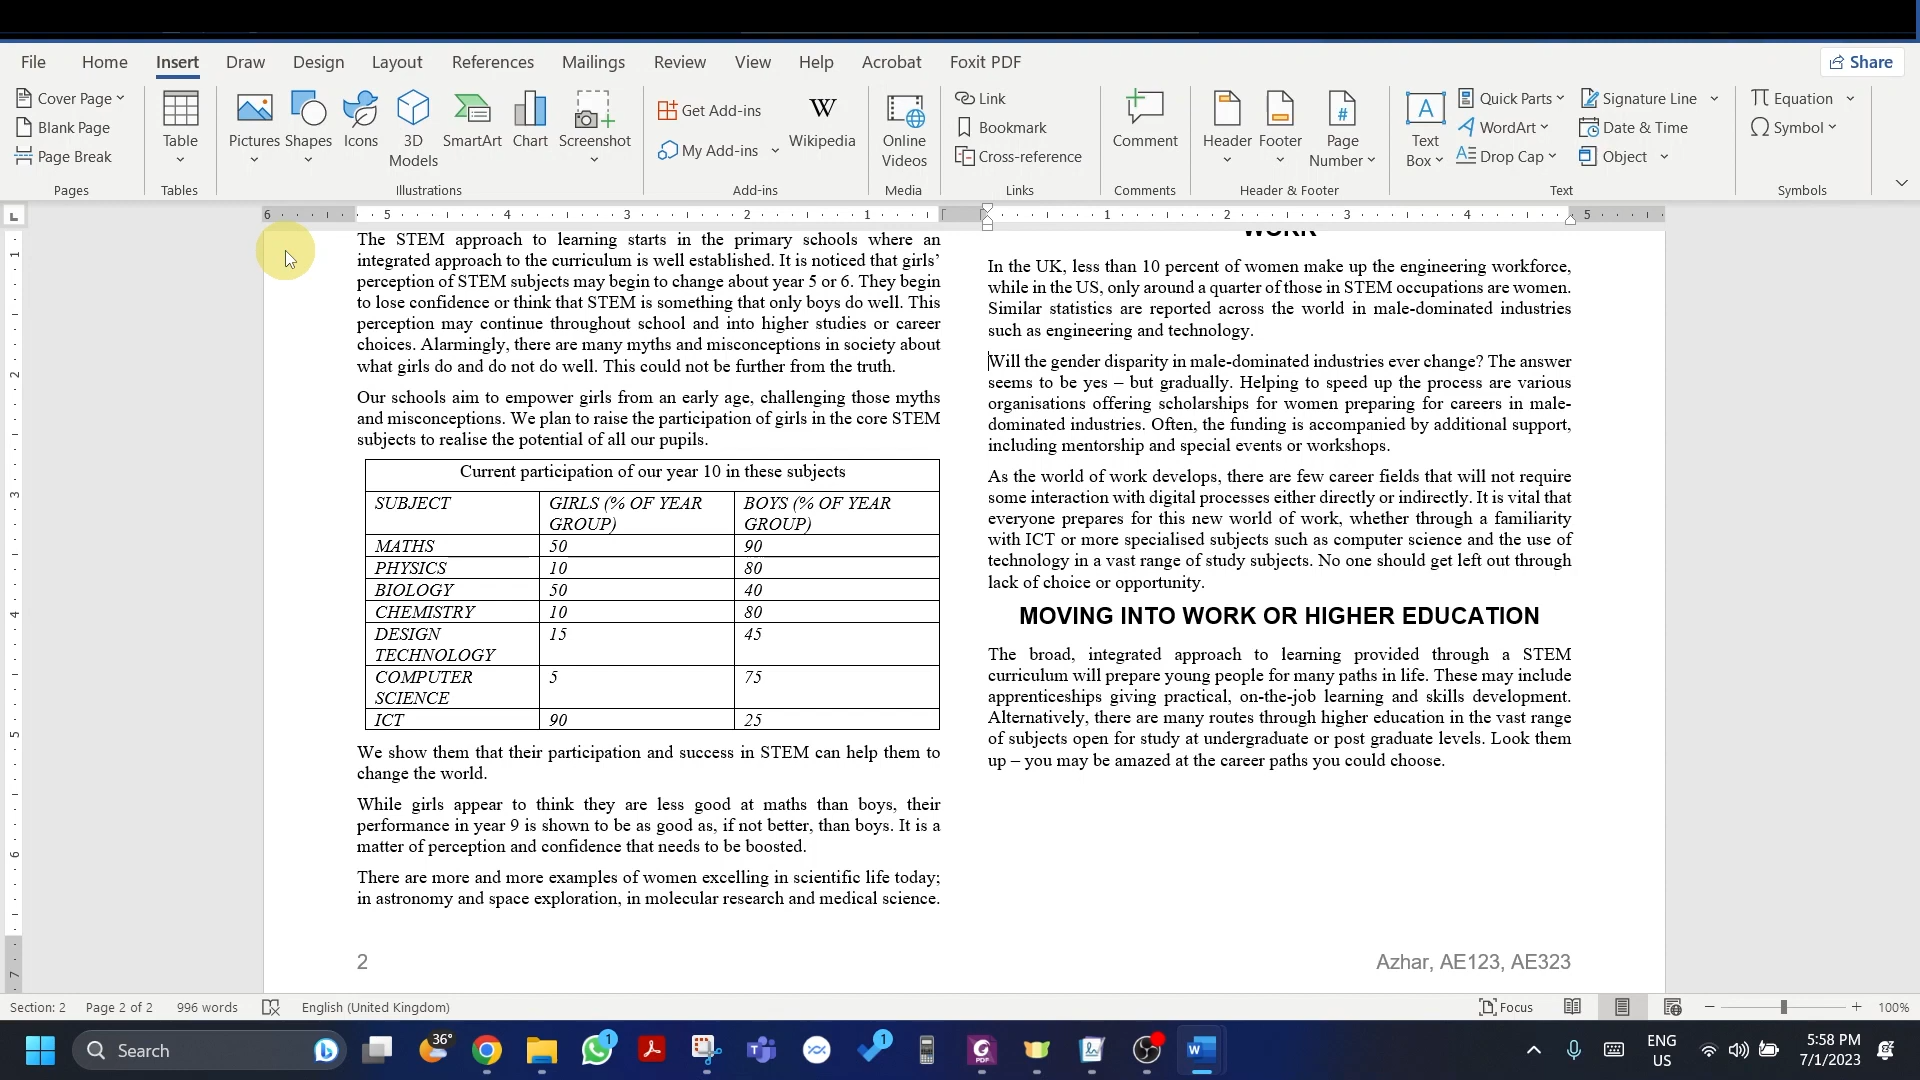 File Home Insert Draw Design Layout References Mailings Review View Help Acrobat Foxit PDF Share
Cover Page
Blank Page
Page Break
Pages
Table
Tables
Pictures Shapes Icons 3D Models SmartArt Chart Screenshot
Illustrations
Get Add-ins
My Add-ins
Wikipedia
Add-ins
Online Videos
Media
Link
Bookmark
Cross-reference
Links
Comment
Comments
Header Footer Page Number
Header & Footer
Text Box
Quick Parts
WordArt
Drop Cap
Signature Line
Date & Time
Object
Text
Equation
Symbol
Symbols
6 5 4 3 2 1 1 2 3 4 5
1
2
3
4
5
6
7
The STEM approach to learning starts in the primary schools where an
integrated approach to the curriculum is well established. It is noticed that girls’
perception of STEM subjects may begin to change about year 5 or 6. They begin
to lose confidence or think that STEM is something that only boys do well. This
perception may continue throughout school and into higher studies or career
choices. Alarmingly, there are many myths and misconceptions in society about
what girls do and do not do well. This could not be further from the truth.
Our schools aim to empower girls from an early age, challenging those myths
and misconceptions. We plan to raise the participation of girls in the core STEM
subjects to realise the potential of all our pupils.
Current participation of our year 10 in these subjects
SUBJECT GIRLS (% OF YEAR GROUP) BOYS (% OF YEAR GROUP)
MATHS 50 90
PHYSICS 10 80
BIOLOGY 50 40
CHEMISTRY 10 80
DESIGN TECHNOLOGY 15 45
COMPUTER SCIENCE 5 75
ICT 90 25
We show them that their participation and success in STEM can help them to
change the world.
While girls appear to think they are less good at maths than boys, their
performance in year 9 is shown to be as good as, if not better, than boys. It is a
matter of perception and confidence that needs to be boosted.
There are more and more examples of women excelling in scientific life today;
in astronomy and space exploration, in molecular research and medical science.
WORK
In the UK, less than 10 percent of women make up the engineering workforce,
while in the US, only around a quarter of those in STEM occupations are women.
Similar statistics are reported across the world in male-dominated industries
such as engineering and technology.
Will the gender disparity in male-dominated industries ever change? The answer
seems to be yes – but gradually. Helping to speed up the process are various
organisations offering scholarships for women preparing for careers in male-
dominated industries. Often, the funding is accompanied by additional support,
including mentorship and special events or workshops.
As the world of work develops, there are few career fields that will not require
some interaction with digital processes either directly or indirectly. It is vital that
everyone prepares for this new world of work, whether through a familiarity
with ICT or more specialised subjects such as computer science and the use of
technology in a vast range of study subjects. No one should get left out through
lack of choice or opportunity.
MOVING INTO WORK OR HIGHER EDUCATION
The broad, integrated approach to learning provided through a STEM
curriculum will prepare young people for many paths in life. These may include
apprenticeships giving practical, on-the-job learning and skills development.
Alternatively, there are many routes through higher education in the vast range
of subjects open for study at undergraduate or post graduate levels. Look them
up – you may be amazed at the career paths you could choose.
2 Azhar, AE123, AE323
Section: 2 Page 2 of 2 996 words English (United Kingdom) Focus 100%
Search 36° 1 1 ENG US 5:58 PM 7/1/2023